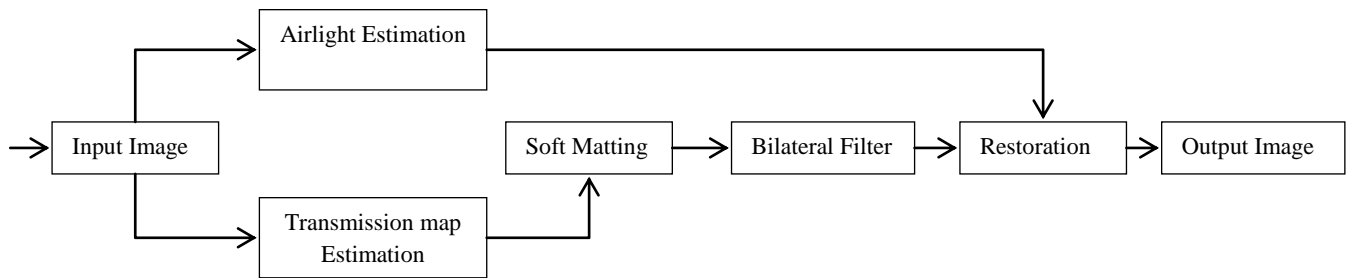 Airlight Estimation
Input Image
Soft Matting
Bilateral Filter
Restoration
Output Image
Transmission map
Estimation